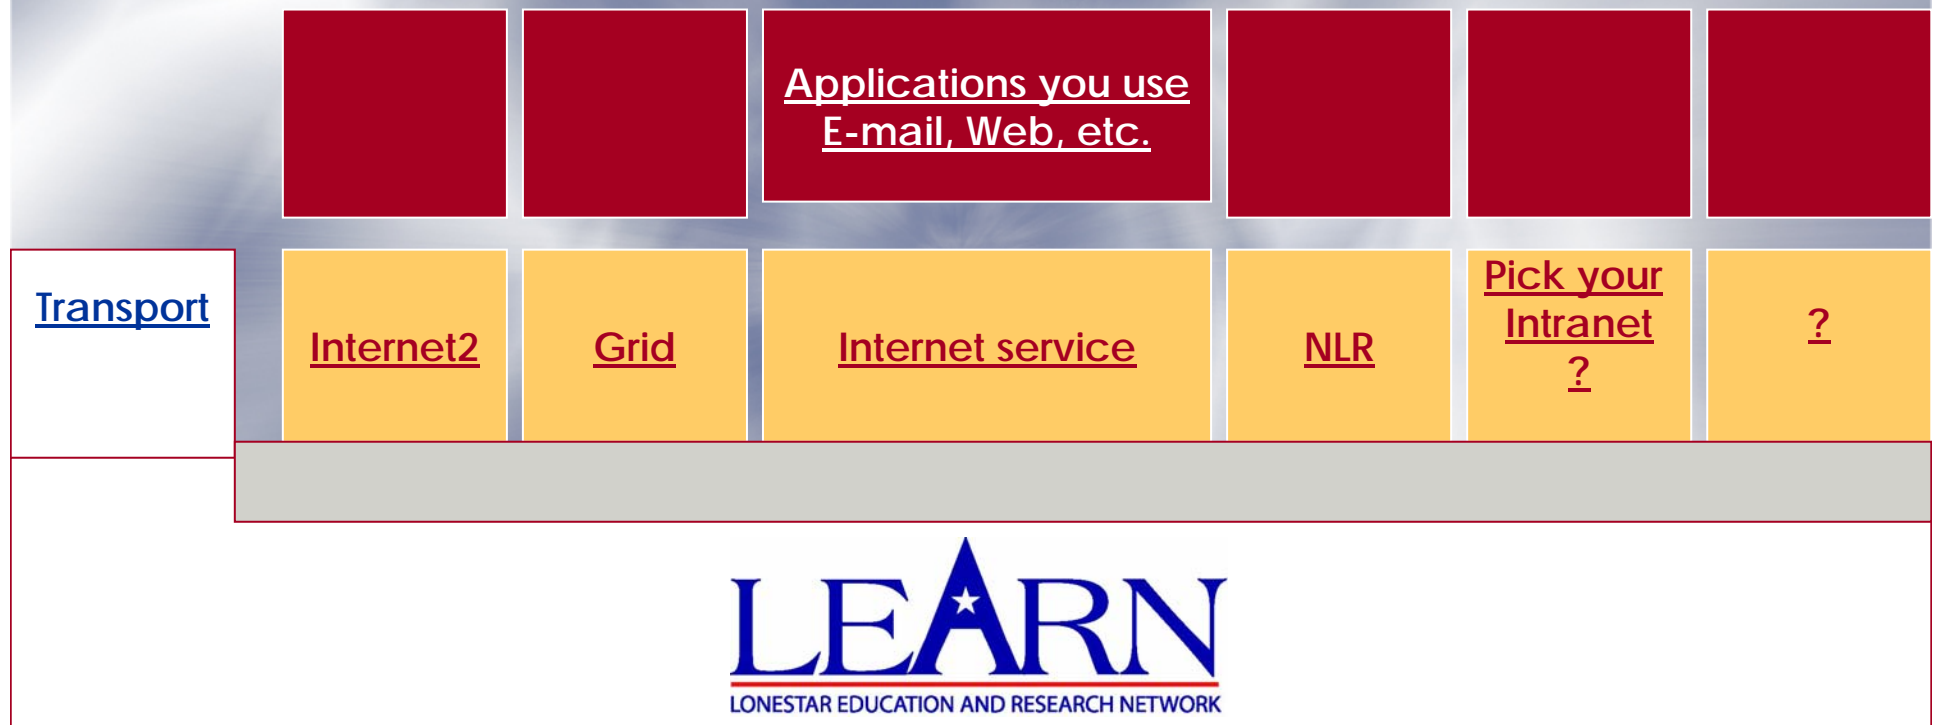 Applications you use
E-mail, Web, etc.
Transport
Internet2
Grid
Internet service
NLR
Pick your
Intranet
?
?
LEARN
LONESTAR EDUCATION AND RESEARCH NETWORK